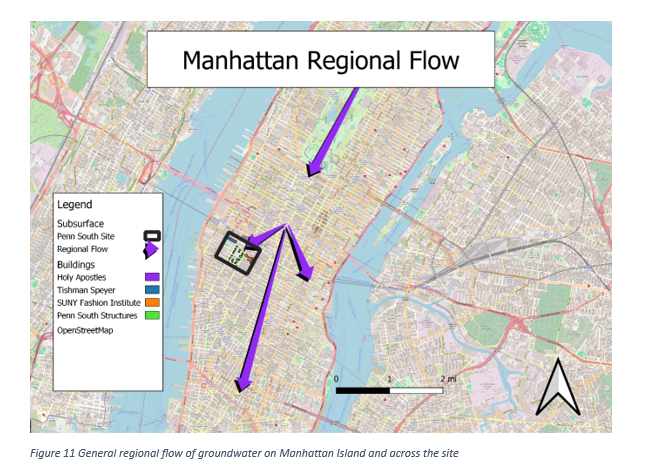 Manhattan Regional Flow
Legend
Subsurface
Penn South Site
Regional Flow
Buildings
Holy Apostles
Tishman Speyer
SUNY Fashion Institute
Penn South Structures
OpenStreetMap
0 1 2 mi
Figure 11 General regional flow of groundwater on Manhattan Island and across the site